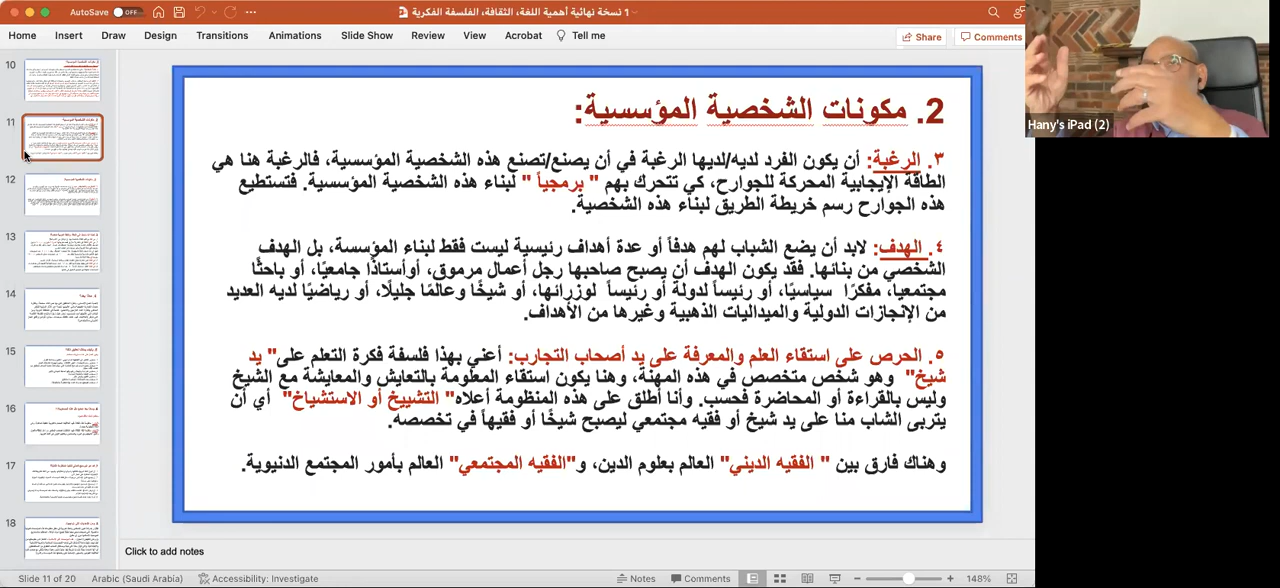 AutoSave OFF
1 نسخة نهائية أهمية اللغة، الثقافة، الفلسفة الفكرية
Home Insert Draw Design Transitions Animations Slide Show Review View Acrobat Tell me Share Comments
2. مكونات الشخصية المؤسسية:
٣. الرغبة: أن يكون الفرد لديه/لديها الرغبة في أن يصنع/تصنع هذه الشخصية المؤسسية، فالرغبة هنا هي
الطاقة الإيجابية المحركة للجوارح، كي تتحرك بهم " برمجياً " لبناء هذه الشخصية المؤسسية. فتستطيع
هذه الجوارح رسم خريطة الطريق لبناء هذه الشخصية.
٤. الهدف: لابد أن يضع الشباب لهم هدفاً أو عدة أهداف رئيسية ليست فقط لبناء المؤسسة، بل الهدف
الشخصي من بنائها. فقد يكون الهدف أن يصبح صاحبها رجل أعمال مرموق، أوأستاذًا جامعيًا، أو باحثًا
مجتمعيا، مفكرًا سياسيًا، أو رئيساً لدولة أو رئيساً لوزرائها، أو شيخًا وعالمًا جليلًا، أو رياضيًا لديه العديد
من الإنجازات الدولية والميداليات الذهبية وغيرها من الأهداف.
٥. الحرص على استقاء العلم والمعرفة على يد أصحاب التجارب: أعني بهذا فلسفة فكرة التعلم على" يد
شيخ" وهو شخص متخصص في هذه المهنة، وهنا يكون استقاء المعلومة بالتعايش والمعايشة مع الشيخ
وليس بالقراءة أو المحاضرة فحسب. وأنا أطلق على هذه المنظومة أعلاه" التشييخ أو الاستشياخ" أي أن
يتربى الشاب منا على يد شيخ أو فقيه مجتمعي ليصبح شيخًا أو فقيهاً في تخصصه.
وهناك فارق بين " الفقيه الديني" العالم بعلوم الدين، و"الفقيه المجتمعي" العالم بأمور المجتمع الدنيوية.
Hany's iPad (2)
10
11
12
13
14
15
16
17
18
Click to add notes
Slide 11 of 20 Arabic (Saudi Arabia) Accessibility: Investigate Notes Comments 148%